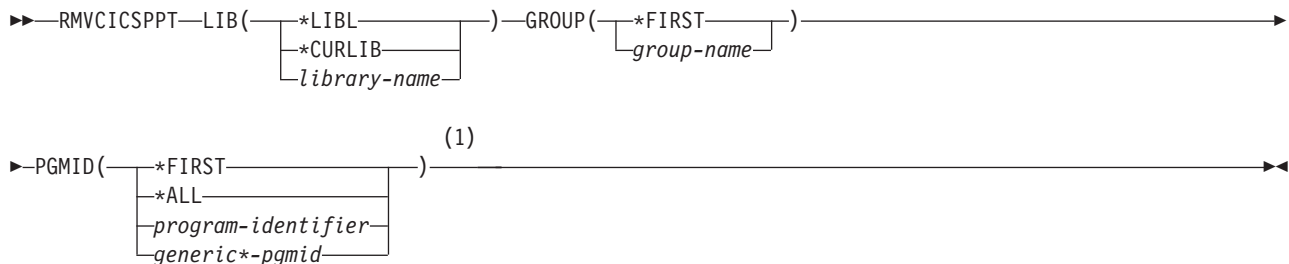 RMVCICSPPT LIB( *LIBL ) GROUP( *FIRST )
*CURLIB group-name
library-name
(1)
PGMID( *FIRST )
*ALL
program-identifier
generic*-pgmid